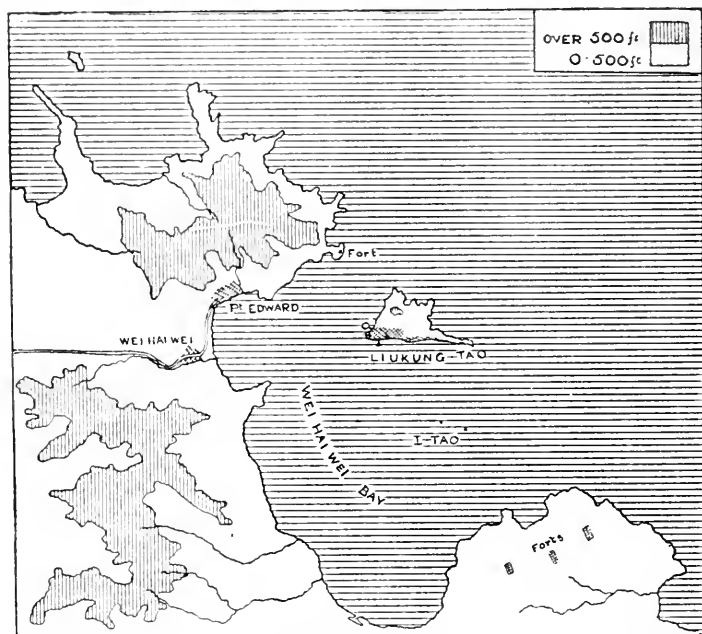 OVER 500 ft
0-500 ft
Fort
Pt. EDWARD
WEI HAI WEI
LIUKUNG-TAO
WEI HAI WEI BAY
I-TAO
Forts